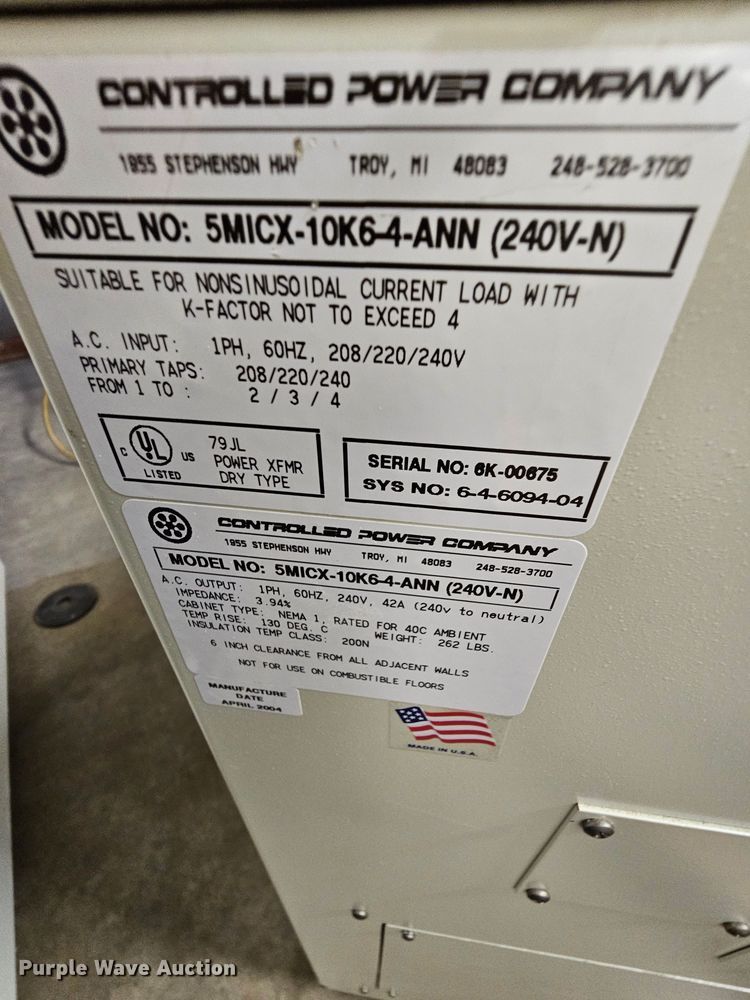 CONTROLLED POWER COMPANY
1955 STEPHENSON HWY TROY, MI 48083 248-528-3700
MODEL NO: 5MICX-10K6-4-ANN (240V-N)
SUITABLE FOR NONSINUSOIDAL CURRENT LOAD WITH
K-FACTOR NOT TO EXCEED 4
A.C. INPUT: 1PH, 60HZ, 208/220/240V
PRIMARY TAPS: 208/220/240
FROM 1 TO : 2 / 3 / 4
C UL US
LISTED
79JL
POWER XFMR
DRY TYPE
SERIAL NO: 6K-00675
SYS NO: 6-4-6094-04
CONTROLLED POWER COMPANY
1955 STEPHENSON HWY TROY, MI 48083 248-528-3700
MODEL NO: 5MICX-10K6-4-ANN (240V-N)
A.C. OUTPUT: 1PH, 60HZ, 240V, 42A (240v to neutral)
IMPEDANCE: 3.94%
CABINET TYPE: NEMA 1, RATED FOR 40C AMBIENT
TEMP RISE: 130 DEG. C WEIGHT: 262 LBS.
INSULATION TEMP CLASS: 200N
6 INCH CLEARANCE FROM ALL ADJACENT WALLS
NOT FOR USE ON COMBUSTIBLE FLOORS
MANUFACTURE
DATE
APRIL 2004
MADE IN U.S.A.
Purple Wave Auction